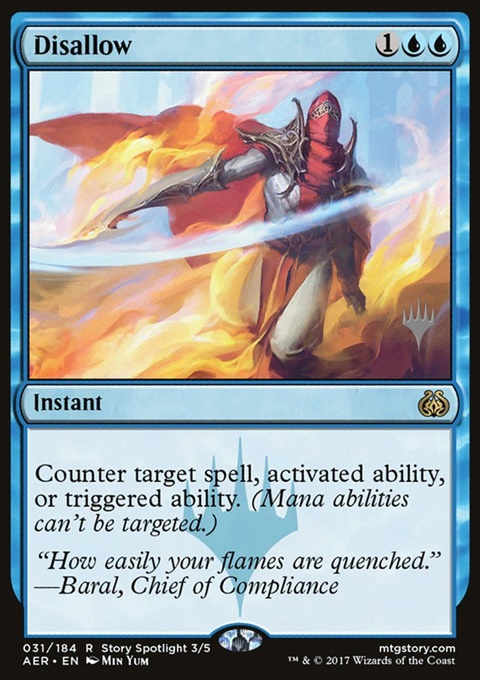 Disallow 1
Instant
Counter target spell, activated ability,
or triggered ability. (Mana abilities
can't be targeted.)
“How easily your flames are quenched.”
—Baral, Chief of Compliance
031/184 R Story Spotlight 3/5 mtgstory.com
AER • EN Min Yum ™ & © 2017 Wizards of the Coast